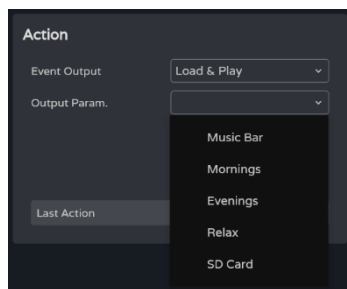 Action
Event Output Load & Play
Output Param.
Music Bar
Mornings
Evenings
Relax
Last Action
SD Card